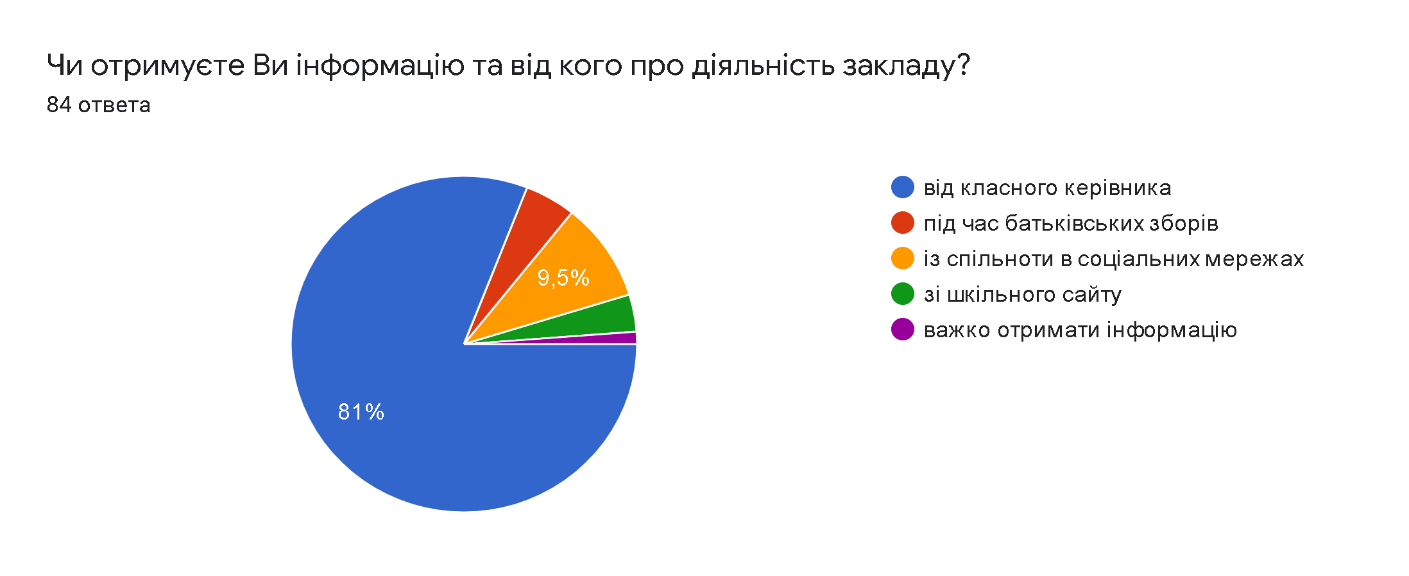 Чи отримуєте Ви інформацію та від кого про діяльність закладу?
84 ответа
від класного керівника
під час батьківських зборів
із спільноти в соціальних мережах
зі шкільного сайту
важко отримати інформацію
9,5%
81%